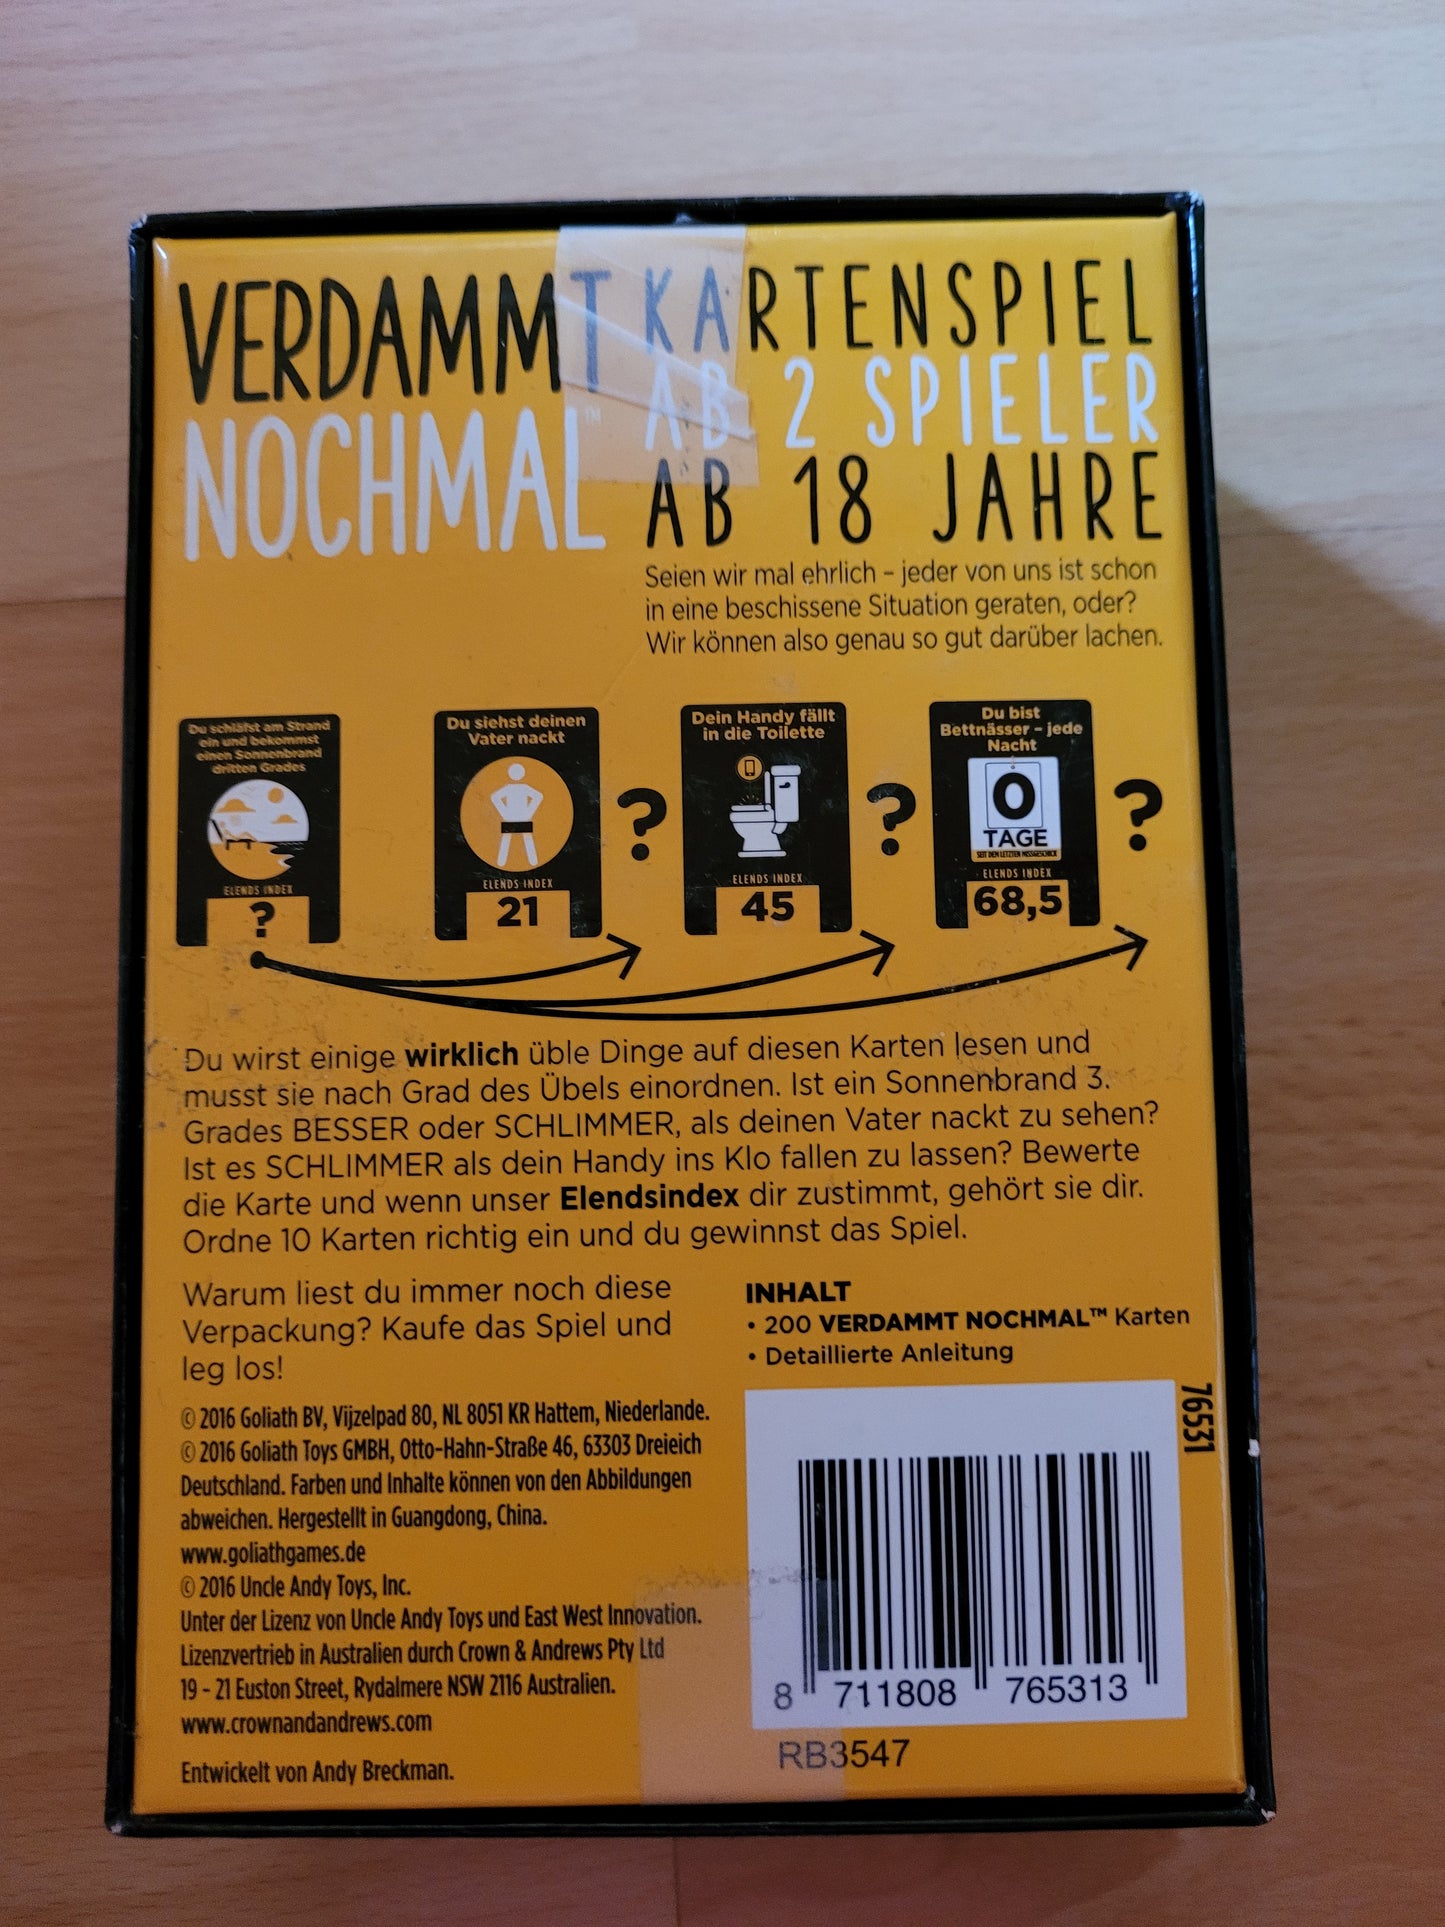 VERDAMMT
NOCHMAL™
KARTENSPIEL
AB 2 SPIELER
AB 18 JAHRE
Seien wir mal ehrlich – jeder von uns ist schon
in eine beschissene Situation geraten, oder?
Wir können also genau so gut darüber lachen.
Du schläfst am Strand
ein und bekommst
einen Sonnenbrand
dritten Grades
ELENDS INDEX
?
Du siehst deinen
Vater nackt
ELENDS INDEX
21
?
Dein Handy fällt
in die Toilette
ELENDS INDEX
45
?
Du bist
Bettnässer – jede
Nacht
0
TAGE
SEIT DEM LETZTEN MISSGESCHICK
ELENDS INDEX
68,5
?
Du wirst einige wirklich üble Dinge auf diesen Karten lesen und
musst sie nach Grad des Übels einordnen. Ist ein Sonnenbrand 3.
Grades BESSER oder SCHLIMMER, als deinen Vater nackt zu sehen?
Ist es SCHLIMMER als dein Handy ins Klo fallen zu lassen? Bewerte
die Karte und wenn unser Elendsindex dir zustimmt, gehört sie dir.
Ordne 10 Karten richtig ein und du gewinnst das Spiel.
Warum liest du immer noch diese
Verpackung? Kaufe das Spiel und
leg los!
INHALT
• 200 VERDAMMT NOCHMAL™ Karten
• Detaillierte Anleitung
© 2016 Goliath BV, Vijzelpad 80, NL 8051 KR Hattem, Niederlande.
© 2016 Goliath Toys GMBH, Otto-Hahn-Straße 46, 63303 Dreieich
Deutschland. Farben und Inhalte können von den Abbildungen
abweichen. Hergestellt in Guangdong, China.
www.goliathgames.de
© 2016 Uncle Andy Toys, Inc.
Unter der Lizenz von Uncle Andy Toys und East West Innovation.
Lizenzvertrieb in Australien durch Crown & Andrews Pty Ltd
19 - 21 Euston Street, Rydalmere NSW 2116 Australien.
www.crownandandrews.com
Entwickelt von Andy Breckman.
76531
8 711808 765313
RB3547